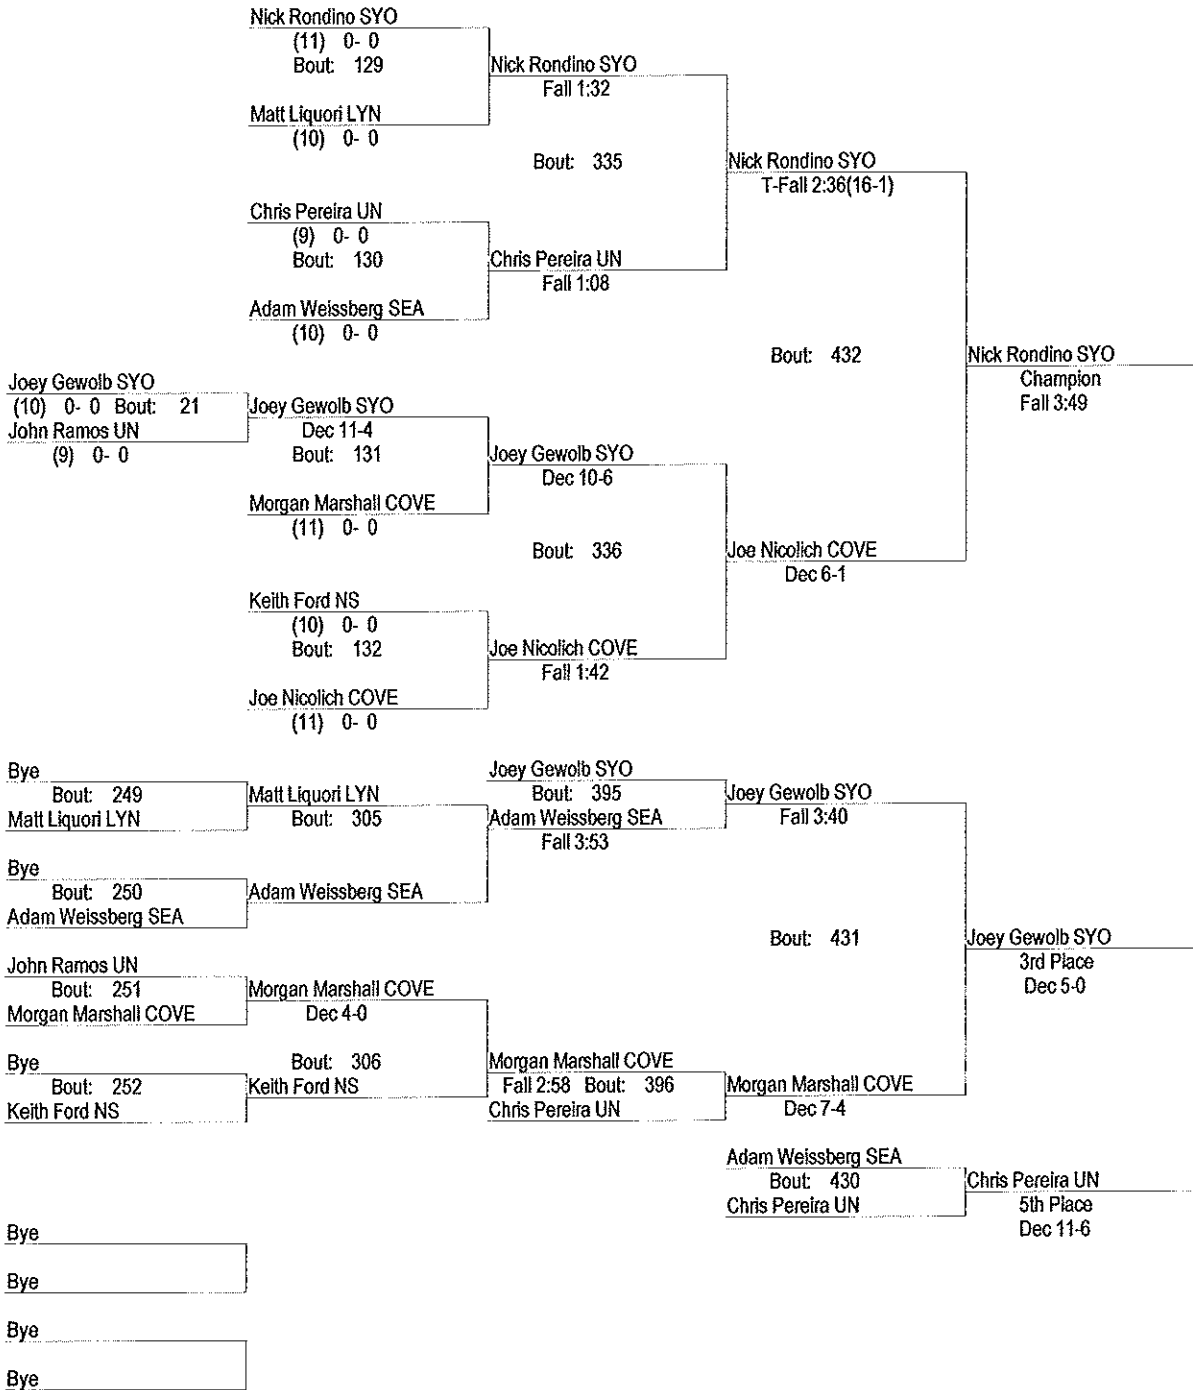 Nick Rondino SYO
(11) 0- 0
Bout: 129
Nick Rondino SYO
Fall 1:32
Matt Liquori LYN
(10) 0- 0
Bout: 335
Nick Rondino SYO
T-Fall 2:36(16-1)
Chris Pereira UN
(9) 0- 0
Bout: 130
Chris Pereira UN
Fall 1:08
Adam Weissberg SEA
(10) 0- 0
Bout: 432
Nick Rondino SYO
Champion
Fall 3:49
Joey Gewolb SYO
(10) 0- 0 Bout: 21
John Ramos UN
(9) 0- 0
Joey Gewolb SYO
Dec 11-4
Bout: 131
Joey Gewolb SYO
Dec 10-6
Morgan Marshall COVE
(11) 0- 0
Bout: 336
Joe Nicolich COVE
Dec 6-1
Keith Ford NS
(10) 0- 0
Bout: 132
Joe Nicolich COVE
Fall 1:42
Joe Nicolich COVE
(11) 0- 0
Bye
Bout: 249
Matt Liquori LYN
Matt Liquori LYN
Bout: 305
Joey Gewolb SYO
Bout: 395
Adam Weissberg SEA
Fall 3:53
Joey Gewolb SYO
Fall 3:40
Bye
Bout: 250
Adam Weissberg SEA
Adam Weissberg SEA
Bout: 431
Joey Gewolb SYO
3rd Place
Dec 5-0
John Ramos UN
Bout: 251
Morgan Marshall COVE
Morgan Marshall COVE
Dec 4-0
Bout: 306
Bye
Bout: 252
Keith Ford NS
Keith Ford NS
Morgan Marshall COVE
Fall 2:58 Bout: 396
Chris Pereira UN
Morgan Marshall COVE
Dec 7-4
Adam Weissberg SEA
Bout: 430
Chris Pereira UN
Chris Pereira UN
5th Place
Dec 11-6
Bye
Bye
Bye
Bye